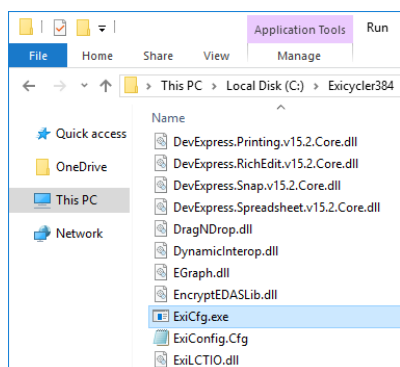 Application Tools Run
File Home Share View Manage
This PC > Local Disk (C:) > Exicycler384
Name
Quick access
OneDrive
This PC
Network
DevExpress.Printing.v15.2.Core.dll
DevExpress.RichEdit.v15.2.Core.dll
DevExpress.Snap.v15.2.Core.dll
DevExpress.Spreadsheet.v15.2.Core.dll
DragNDrop.dll
DynamicInterop.dll
EGraph.dll
EncryptEDASLib.dll
ExiCfg.exe
ExiConfig.Cfg
ExiLCTIO.dll